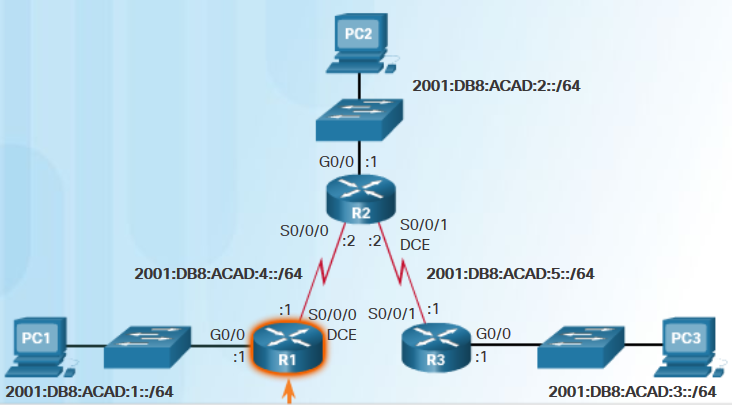 PC2
2001:DB8:ACAD:2::/64
G0/0 :1
R2
S0/0/0 :2 :2 S0/0/1
DCE
2001:DB8:ACAD:4::/64 2001:DB8:ACAD:5::/64
:1 S0/0/0 S0/0/1 :1
DCE
PC1 G0/0 :1 R1 R3 G0/0 :1 PC3
2001:DB8:ACAD:1::/64 2001:DB8:ACAD:3::/64